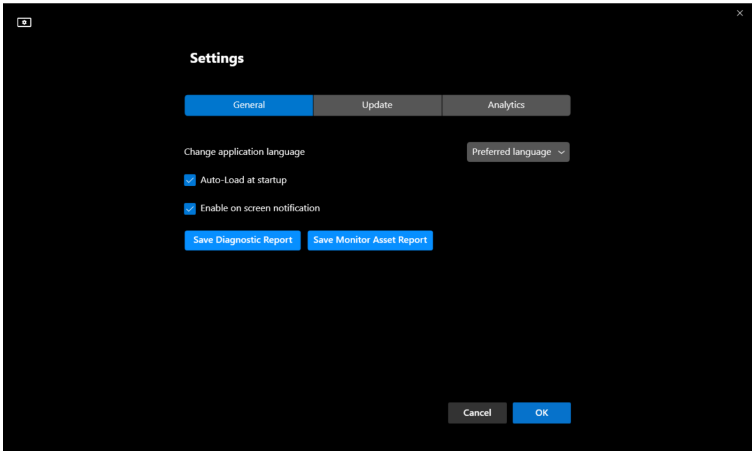 Settings
General Update Analytics
Change application language Preferred language
Auto-Load at startup
Enable on screen notification
Save Diagnostic Report Save Monitor Asset Report
Cancel OK